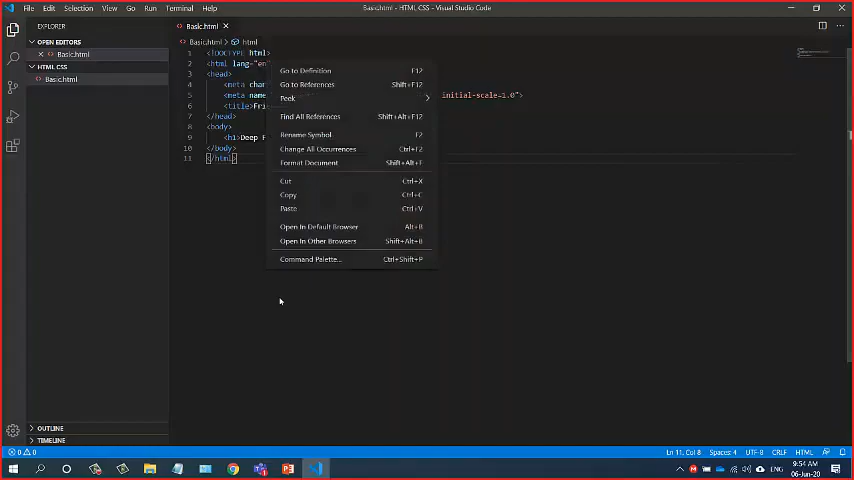 File Edit Selection View Go Run Terminal Help Basic.html - HTML CSS - Visual Studio Code
EXPLORER
OPEN EDITORS
Basic.html
HTML CSS
Basic.html
OUTLINE
TIMELINE
Basic.html
Basic.html > html
1 <!DOCTYPE html>
2 <html lang="en"
3 <head>
4 <meta char
5 <meta name initial-scale=1.0">
6 <title>Fri
7 </head>
8 <body>
9 <h1>Deep F
10 </body>
11 </html>
Go to Definition F12
Go to References Shift+F12
Peek
Find All References Shift+Alt+F12
Rename Symbol F2
Change All Occurrences Ctrl+F2
Format Document Shift+Alt+F
Cut Ctrl+X
Copy Ctrl+C
Paste Ctrl+V
Open In Default Browser Alt+B
Open In Other Browsers Shift+Alt+B
Command Palette... Ctrl+Shift+P
0 0 Ln 11, Col 8 Spaces: 4 UTF-8 CRLF HTML
ENG 9:54 AM
06-Jun-20